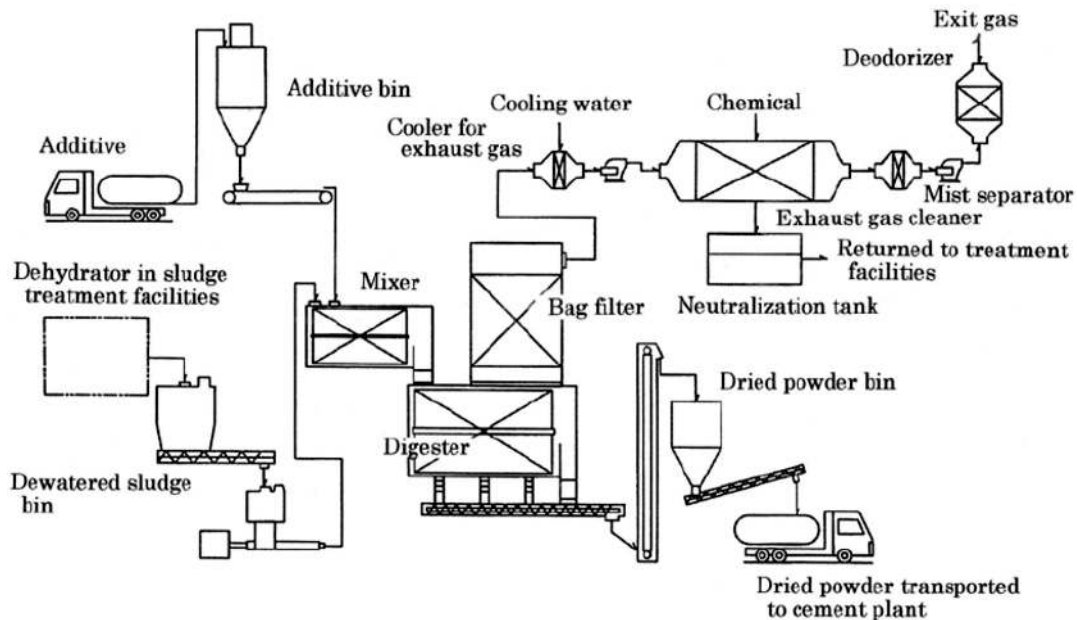 Exit gas
Deodorizer
Additive bin
Cooling water
Chemical
Cooler for
exhaust gas
Additive
Mist separator
Exhaust gas cleaner
Returned to treatment
facilities
Dehydrator in sludge
treatment facilities
Mixer
Bag filter
Neutralization tank
Dried powder bin
Digester
Dewatered sludge
bin
Dried powder transported
to cement plant